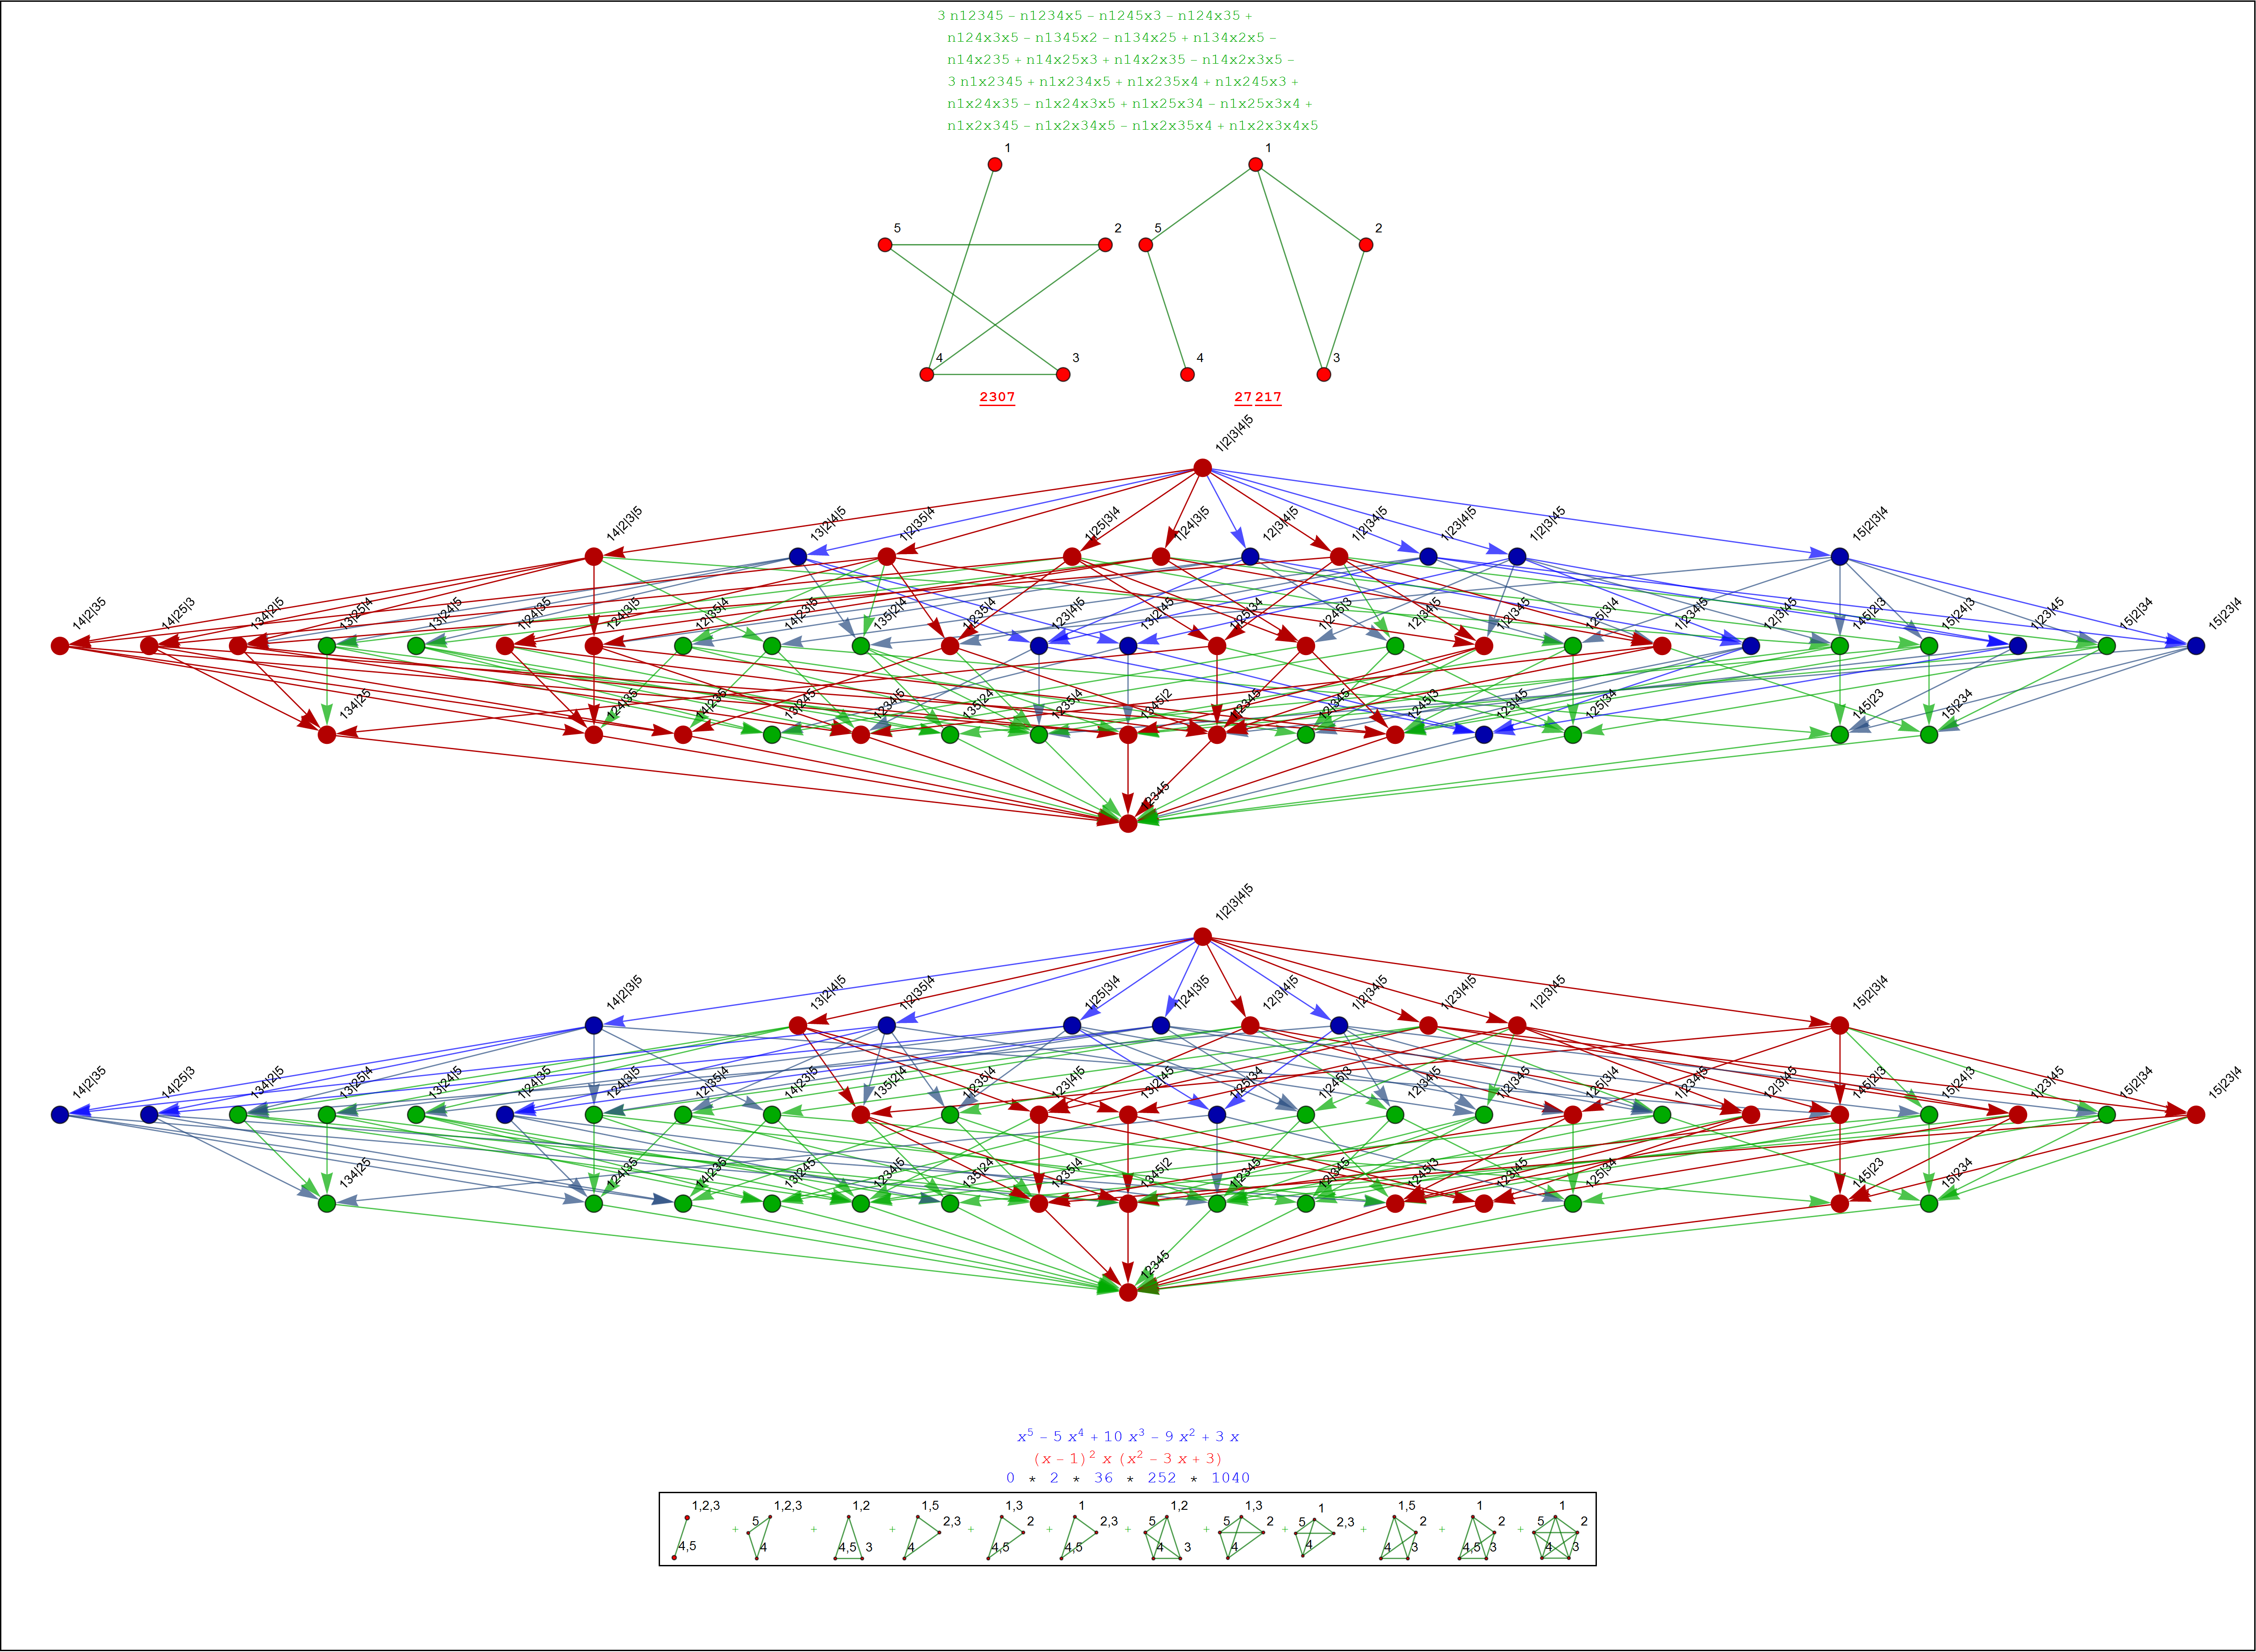 3 n12345 – n1234x5 – n1245x3 – n124x35 +
n124x3x5 – n1345x2 – n134x25 + n134x2x5 –
n14x235 + n14x25x3 + n14x2x35 – n14x2x3x5 –
3 n1x2345 + n1x234x5 + n1x235x4 + n1x245x3 +
n1x24x35 – n1x24x3x5 + n1x25x34 – n1x25x3x4 +
n1x2x345 – n1x2x34x5 – n1x2x35x4 + n1x2x3x4x5
1 1
5 2 5 2
4 3 4 3
2307 27 217
1|2|3|4|5
14|2|3|5 13|2|4|5 1|2|35|4 1|25|3|4 1|24|3|5 12|3|4|5 1|2|34|5 1|23|4|5 1|2|3|45 15|2|3|4
14|2|35 14|25|3 134|2|5 13|25|4 13|24|5 1|24|35 124|3|5 12|35|4 14|23|5 135|2|4 1|235|4 123|4|5 13|2|45 1|25|34 1|245|3 12|34|5 1|2|345 125|3|4 1|234|5 12|3|45 145|2|3 15|24|3 1|23|45 15|2|34 15|23|4
134|25 124|35 14|235 13|245 1234|5 135|24 1235|4 1345|2 1|2345 12|345 1245|3 123|45 125|34 145|23 15|234
12345
1|2|3|4|5
14|2|3|5 13|2|4|5 1|2|35|4 1|25|3|4 1|24|3|5 12|3|4|5 1|2|34|5 1|23|4|5 1|2|3|45 15|2|3|4
14|2|35 14|25|3 134|2|5 13|25|4 13|24|5 1|24|35 124|3|5 12|35|4 14|23|5 135|2|4 1|235|4 123|4|5 13|2|45 1|25|34 1|245|3 12|34|5 1|2|345 125|3|4 1|234|5 12|3|45 145|2|3 15|24|3 1|23|45 15|2|34 15|23|4
134|25 124|35 14|235 13|245 1234|5 135|24 1235|4 1345|2 1|2345 12|345 1245|3 123|45 125|34 145|23 15|234
12345
x⁵ – 5 x⁴ + 10 x³ – 9 x² + 3 x
(x – 1)² x (x² – 3 x + 3)
0 * 2 * 36 * 252 * 1040
1,2,3 1,2,3 1,2 1,5 1,3 1 1,2 1,3 1 1,5 1 1
+ 5 + + 2,3 + 2 + 2,3 + 5 + 5 2 + 5 2,3 + 2 + 2 + 5 2
4,5 4 4,5 3 4 4,5 4,5 4 3 4 4 4 3 4,5 3 4 3